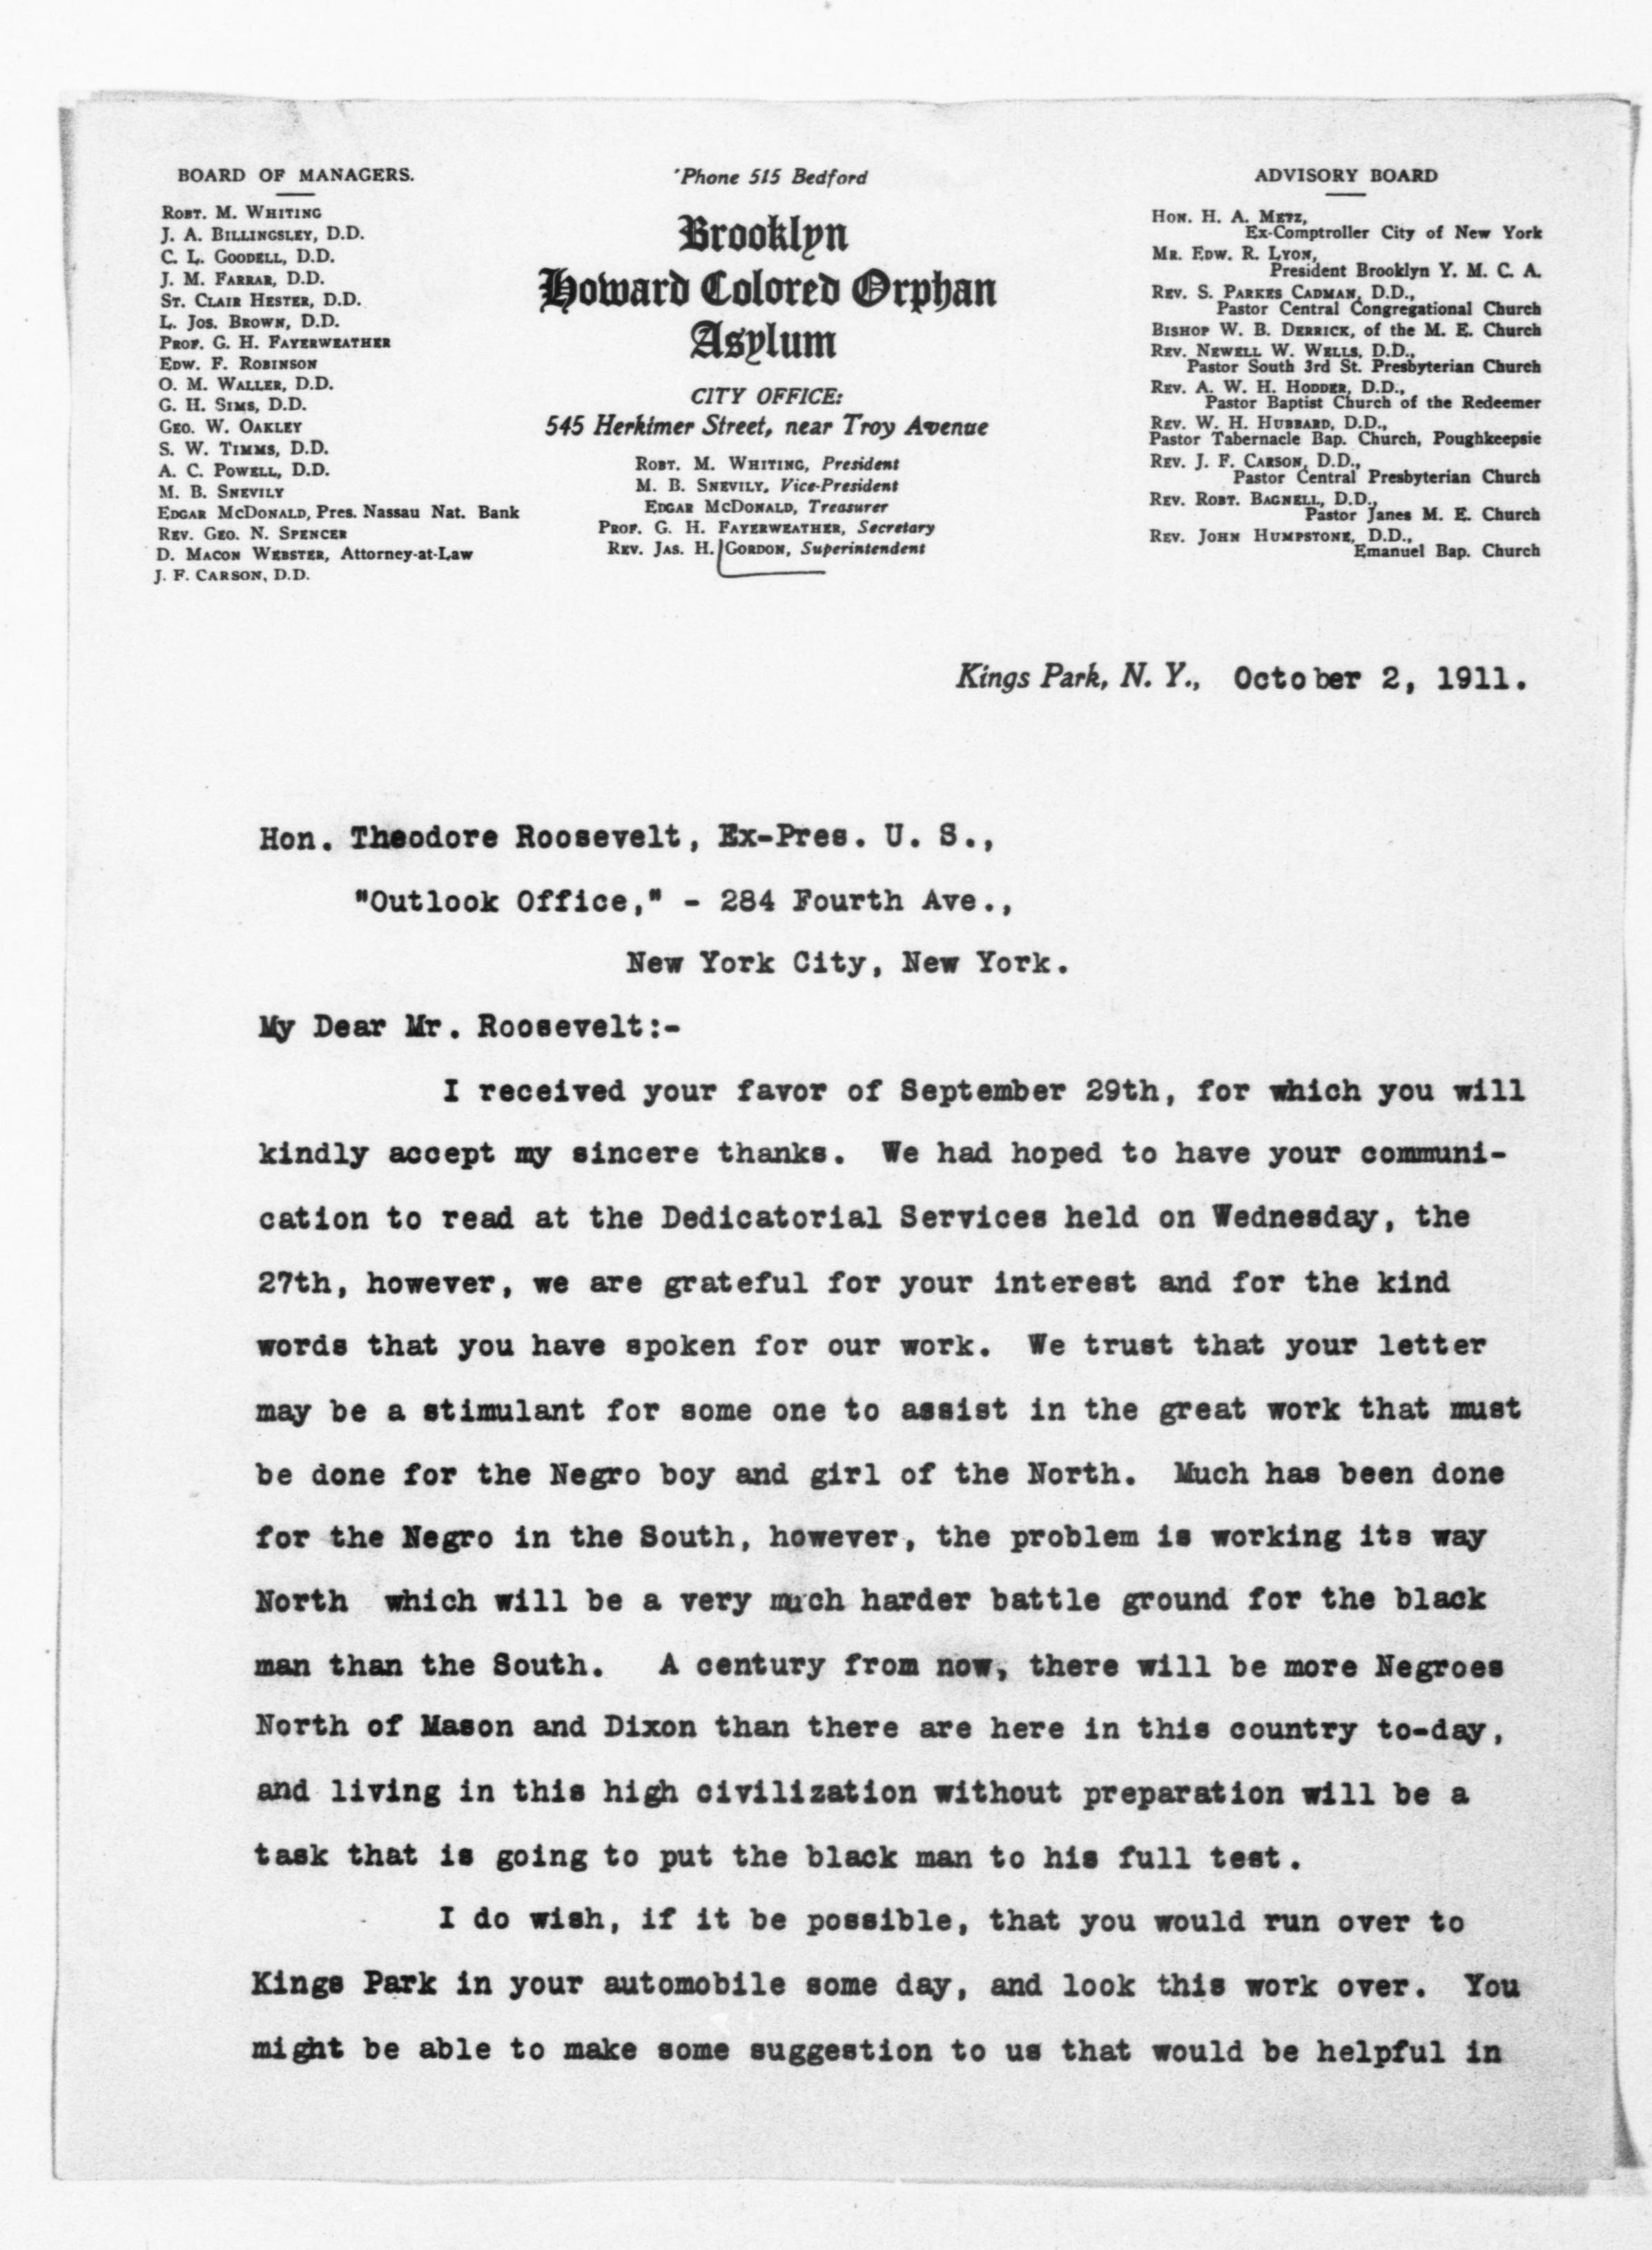 BOARD OF MANAGERS.
ROBT. M. WHITING
J. A. BILLINGSLEY, D.D.
C. L. GOODELL, D.D.
J. M. FARRAR, D.D.
ST. CLAIR HESTER, D.D.
L. JOS. BROWN, D.D.
PROF. G. H. FAYERWEATHER
EDW. F. ROBINSON
O. M. WALLER, D.D.
G. H. SIMS, D.D.
GEO. W. OAKLEY
S. W. TIMMS, D.D.
A. C. POWELL, D.D.
M. B. SNEVILY
EDGAR MCDONALD, Pres. Nassau Nat. Bank
REV. GEO. N. SPENCER
D. MACON WEBSTER, Attorney-at-Law
J. F. CARSON, D.D.
'Phone 515 Bedford
Brooklyn
Howard Colored Orphan
Asylum
CITY OFFICE:
545 Herkimer Street, near Troy Avenue
ROBT. M. WHITING, President
M. B. SNEVILY, Vice-President
EDGAR MCDONALD, Treasurer
PROF. G. H. FAYERWEATHER, Secretary
REV. JAS. H. GORDON, Superintendent
ADVISORY BOARD
HON. H. A. METZ,
Ex-Comptroller City of New York
MR. EDW. R. LYON,
President Brooklyn Y. M. C. A.
REV. S. PARKES CADMAN, D.D.,
Pastor Central Congregational Church
BISHOP W. B. DERRICK, of the M. E. Church
REV. NEWELL W. WELLS, D.D.,
Pastor South 3rd St. Presbyterian Church
REV. A. W. H. HODDER, D.D.,
Pastor Baptist Church of the Redeemer
REV. W. H. HUBBARD, D.D.,
Pastor Tabernacle Bap. Church, Poughkeepsie
REV. J. F. CARSON, D.D.,
Pastor Central Presbyterian Church
REV. ROBT. BAGNELL, D.D.,
Pastor Janes M. E. Church
REV. JOHN HUMPSTONE, D.D.,
Emanuel Bap. Church
Kings Park, N. Y., October 2, 1911.
Hon. Theodore Roosevelt, Ex-Pres. U. S.,
"Outlook Office," - 284 Fourth Ave.,
New York City, New York.
My Dear Mr. Roosevelt:-
I received your favor of September 29th, for which you will
kindly accept my sincere thanks. We had hoped to have your communi-
cation to read at the Dedicatorial Services held on Wednesday, the
27th, however, we are grateful for your interest and for the kind
words that you have spoken for our work. We trust that your letter
may be a stimulant for some one to assist in the great work that must
be done for the Negro boy and girl of the North. Much has been done
for the Negro in the South, however, the problem is working its way
North which will be a very much harder battle ground for the black
man than the South. A century from now, there will be more Negroes
North of Mason and Dixon than there are here in this country to-day,
and living in this high civilization without preparation will be a
task that is going to put the black man to his full test.
I do wish, if it be possible, that you would run over to
Kings Park in your automobile some day, and look this work over. You
might be able to make some suggestion to us that would be helpful in